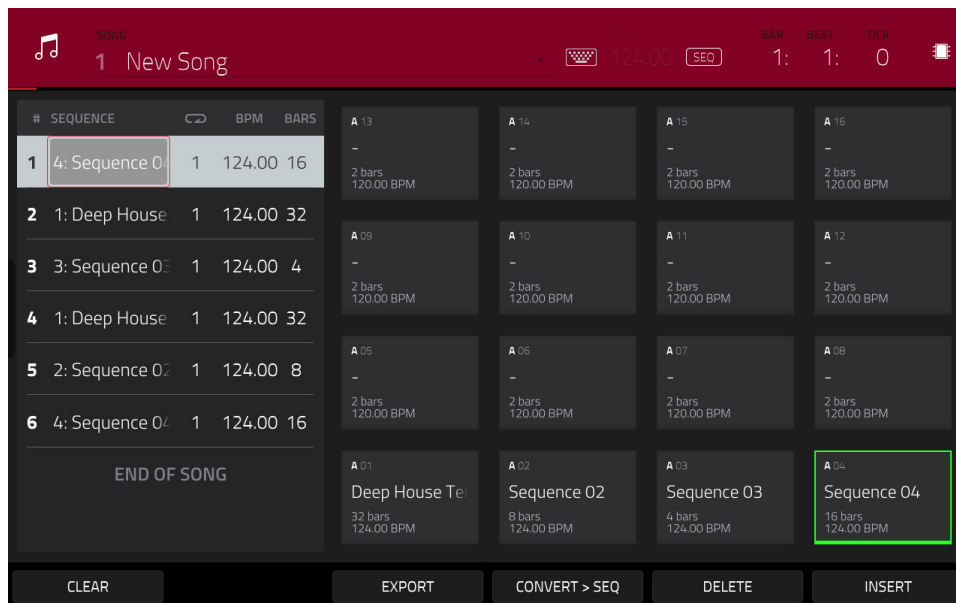 SONG
BAR BEAT TICK
1 New Song
124.00 SEQ 1: 1: 0
# SEQUENCE BPM BARS
1 4: Sequence 04 1 124.00 16
2 1: Deep House 1 124.00 32
3 3: Sequence 03 1 124.00 4
4 1: Deep House 1 124.00 32
5 2: Sequence 02 1 124.00 8
6 4: Sequence 04 1 124.00 16
END OF SONG
A 13
–
2 bars
120.00 BPM
A 14
–
2 bars
120.00 BPM
A 15
–
2 bars
120.00 BPM
A 16
–
2 bars
120.00 BPM
A 09
–
2 bars
120.00 BPM
A 10
–
2 bars
120.00 BPM
A 11
–
2 bars
120.00 BPM
A 12
–
2 bars
120.00 BPM
A 05
–
2 bars
120.00 BPM
A 06
–
2 bars
120.00 BPM
A 07
–
2 bars
120.00 BPM
A 08
–
2 bars
120.00 BPM
A 01
Deep House Te
32 bars
124.00 BPM
A 02
Sequence 02
8 bars
124.00 BPM
A 03
Sequence 03
4 bars
124.00 BPM
A 04
Sequence 04
16 bars
124.00 BPM
CLEAR EXPORT CONVERT > SEQ DELETE INSERT